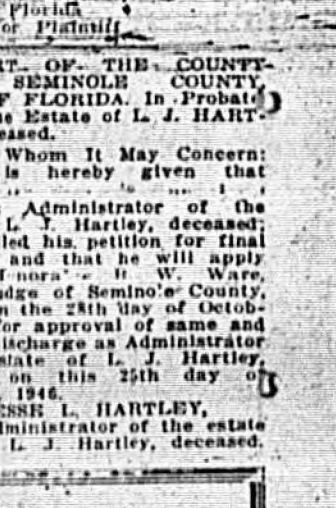 Florida
or Plaintiff
RT OF THE COUNTY
SEMINOLE COUNTY,
F FLORIDA. In Probate
e Estate of L. J. HART-
eased.
Whom It May Concern:
is hereby given that
Administrator of the
L. J. Hartley, deceased;
led his petition for final
and that he will apply
R. W. Ware,
udge of Seminole County,
n the 28th day of Octob-
or approval of same and
ischarge as Administrator
state of L. J. Hartley,
on this 25th day of
1946.
ESSE L. HARTLEY,
dministrator of the estate
L. J. Hartley, deceased.